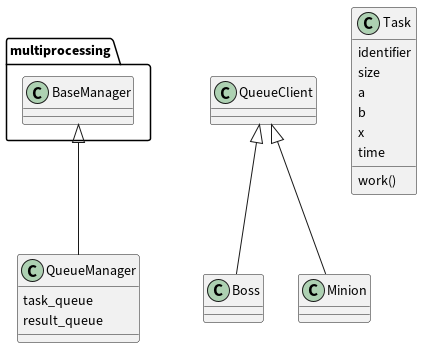 multiprocessing
C BaseManager
C QueueClient
C Task
identifier
size
a
b
x
time
work()
C QueueManager
task_queue
result_queue
C Boss
C Minion